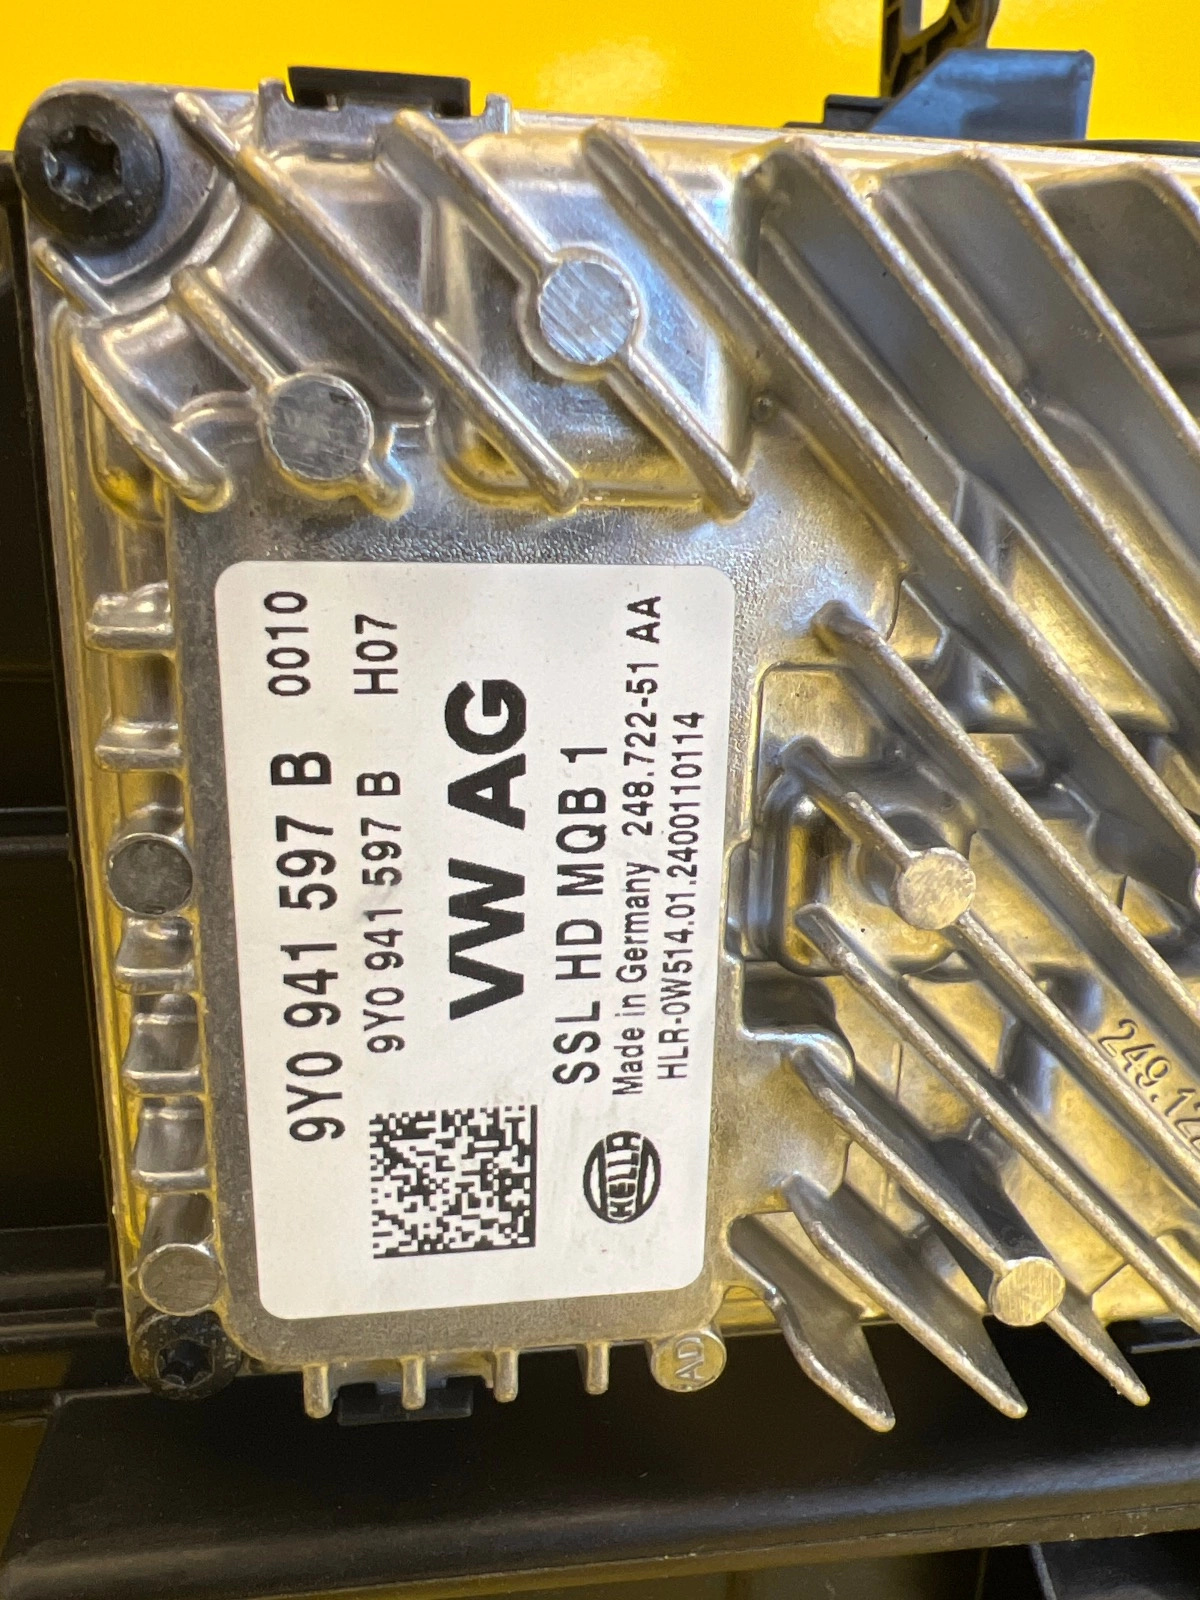 9Y0 941 597 B 0010
9Y0 941 597 B H07
VW AG
SSL HD MQB 1
HELLA
Made in Germany 248.722-51 AA
HLR-0W514.01.2400110114
AD